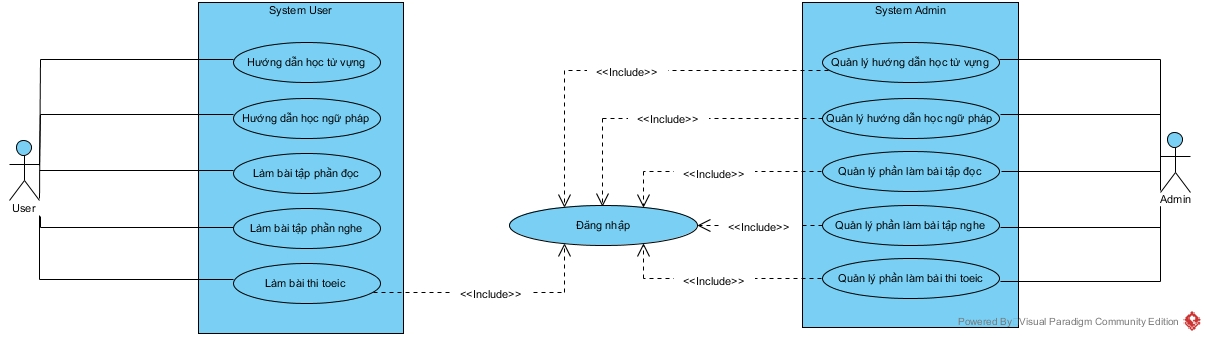 System User
Hướng dẫn học từ vựng
Hướng dẫn học ngữ pháp
Làm bài tập phần đọc
Làm bài tập phần nghe
Làm bài thi toeic
User
<<Include>>
<<Include>>
<<Include>>
<<Include>>
<<Include>>
<<Include>>
Đăng nhập
System Admin
Quản lý hướng dẫn học từ vựng
Quản lý hướng dẫn học ngữ pháp
Quản lý phần làm bài tập đọc
Quản lý phần làm bài tập nghe
Quản lý phần làm bài thi toeic
Admin
Powered By Visual Paradigm Community Edition